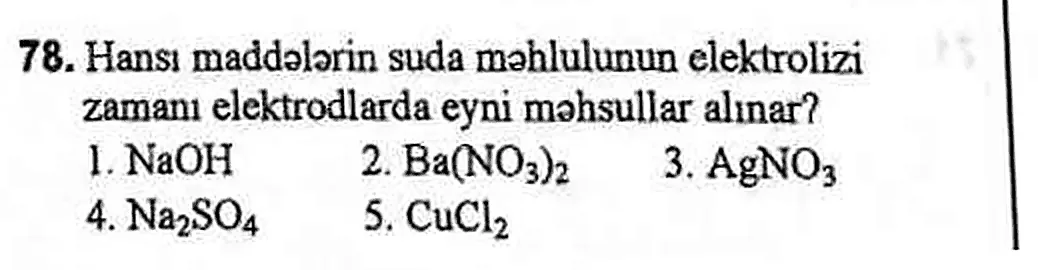 78. Hansı maddələrin suda məhlulunun elektrolizi
zamanı elektrodlarda eyni məhsullar alınar?
1. NaOH 2. Ba(NO₃)₂ 3. AgNO₃
4. Na₂SO₄ 5. CuCl₂